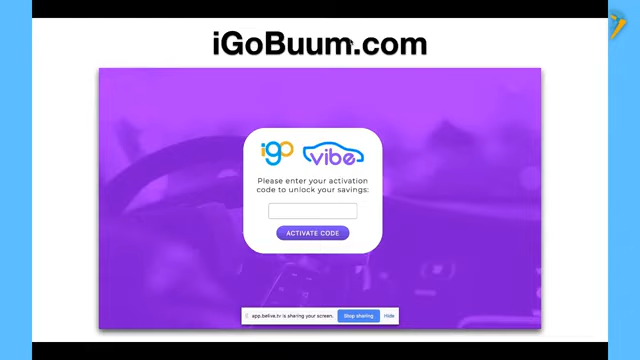 iGoBuum.com
igo vibe
Please enter your activation
code to unlock your savings:
ACTIVATE CODE
app.belive.tv is sharing your screen. Stop sharing Hide